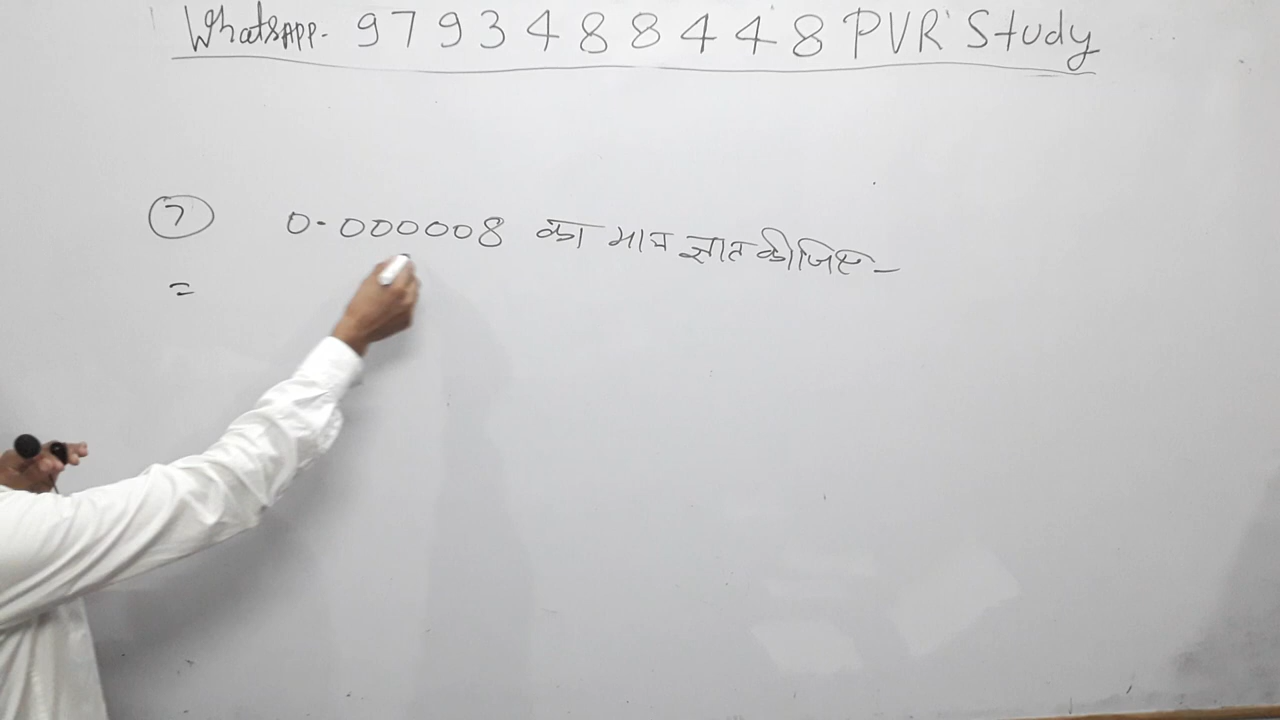 WhatsAPP. 9793488448 PVR Study
7 0.000008 का मान ज्ञात कीजिए -
=